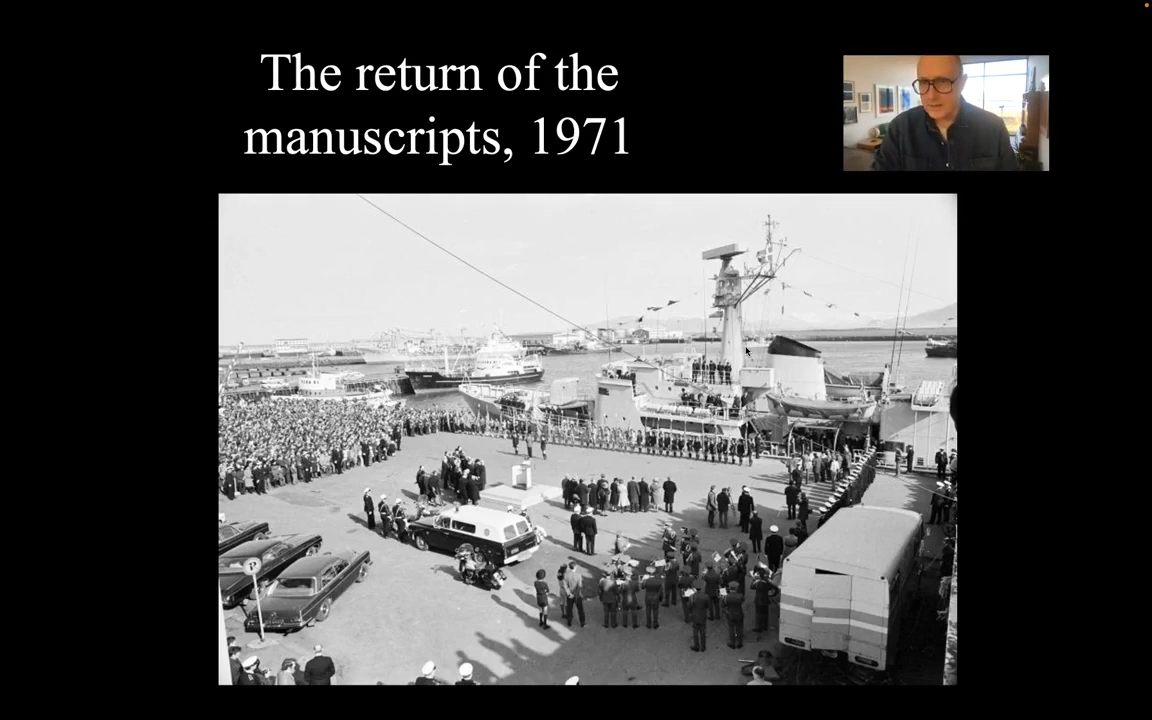 The return of the
manuscripts, 1971
P